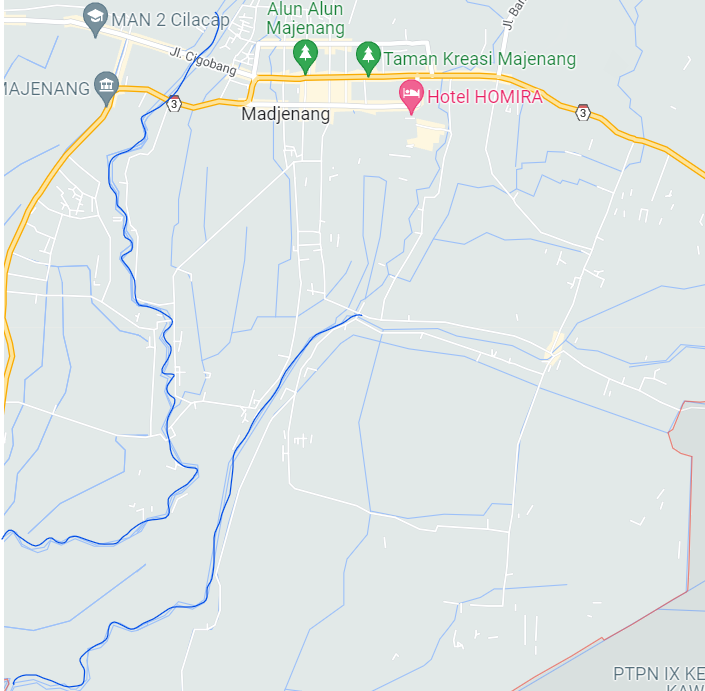 Alun Alun
Majenang
MAN 2 Cilacap
Jl. Cigobang
Taman Kreasi Majenang
MAJENANG
Hotel HOMIRA
3
3
Madjenang
PTPN IX KE
KAW